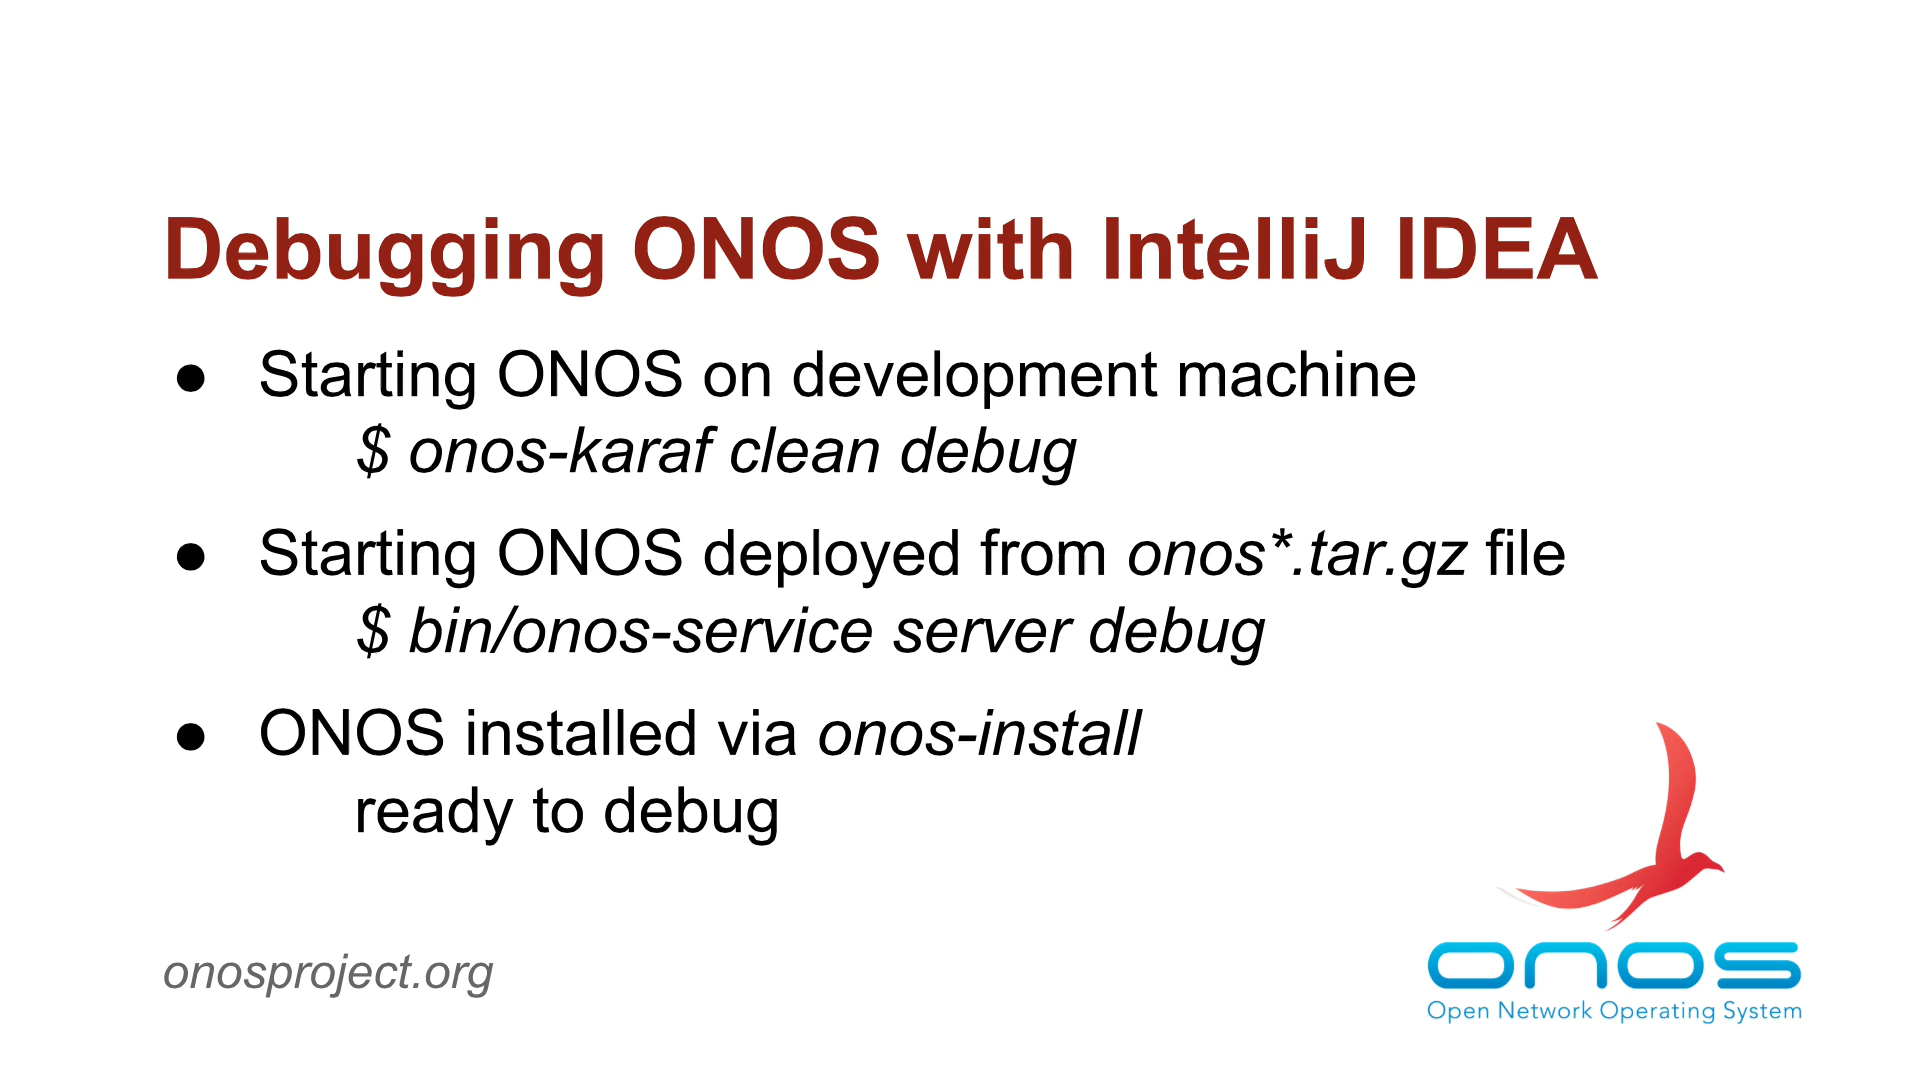 Debugging ONOS with IntelliJ IDEA
● Starting ONOS on development machine
$ onos-karaf clean debug
● Starting ONOS deployed from onos*.tar.gz file
$ bin/onos-service server debug
● ONOS installed via onos-install
ready to debug
onosproject.org
onos
Open Network Operating System